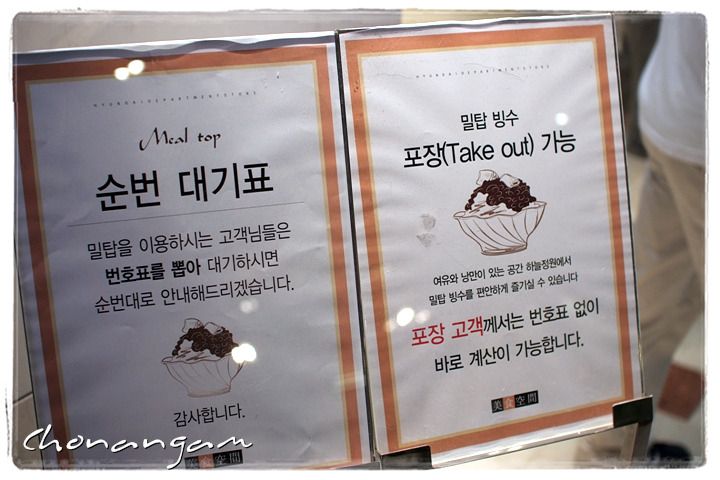 HYUNDAIDEPARTMENTSTORE
Meal top
순번 대기표
밀탑을 이용하시는 고객님들은
번호표를 뽑아 대기하시면
순번대로 안내해드리겠습니다.
감사합니다.
美食空間
HYUNDAIDEPARTMENTSTORE
밀탑 빙수
포장(Take out) 가능
여유와 낭만이 있는 공간 하늘정원에서
밀탑 빙수를 편안하게 즐기실 수 있습니다
포장 고객께서는 번호표 없이
바로 계산이 가능합니다.
美食空間
Chonangam